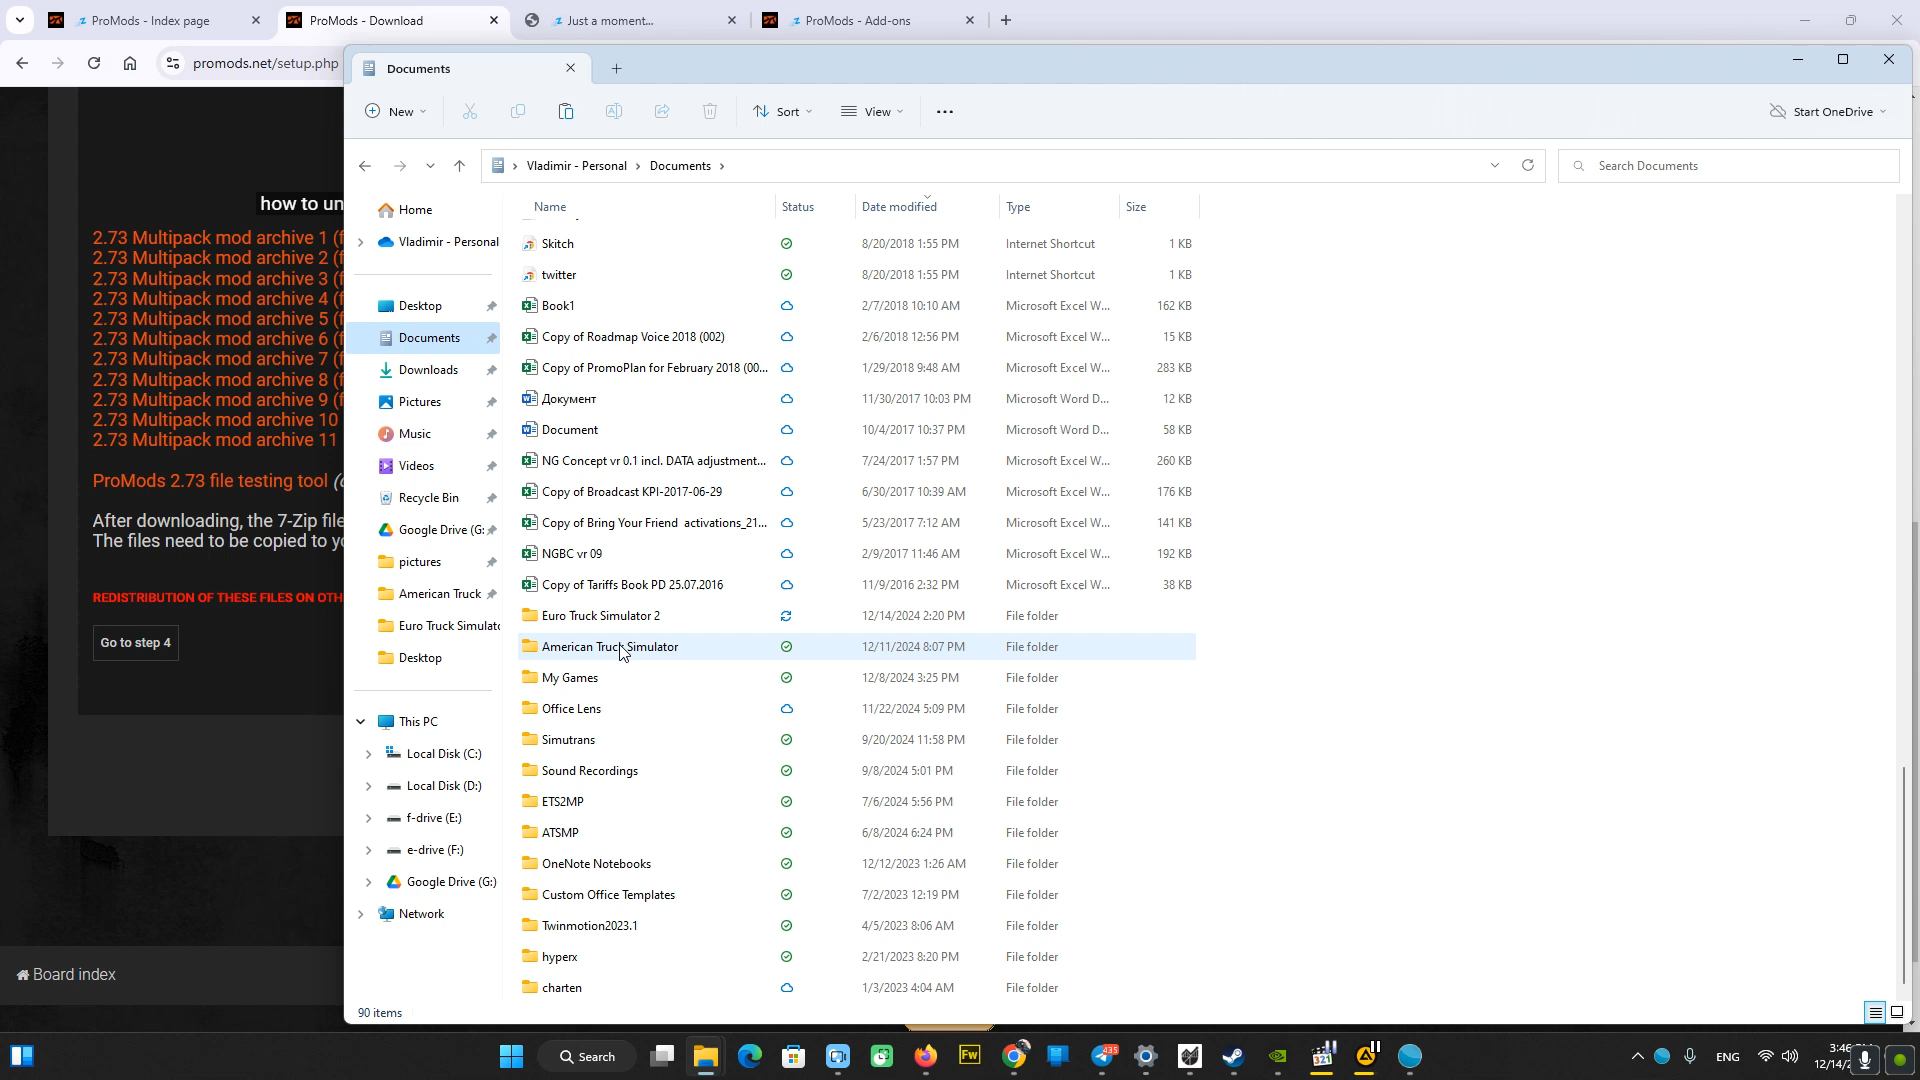 ProMods - Index page
ProMods - Download
Just a moment...
ProMods - Add-ons
promods.net/setup.php
Documents
New
Sort
View
Start OneDrive
Vladimir - Personal
Documents
Search Documents
Home
Vladimir - Personal
Desktop
Documents
Downloads
Pictures
Music
Videos
Recycle Bin
Google Drive (G:
pictures
American Truck
Euro Truck Simulato
Desktop
This PC
Local Disk (C:)
Local Disk (D:)
f-drive (E:)
e-drive (F:)
Google Drive (G:)
Network
Name Status Date modified Type Size
Skitch 8/20/2018 1:55 PM Internet Shortcut 1 KB
twitter 8/20/2018 1:55 PM Internet Shortcut 1 KB
Book1 2/7/2018 10:10 AM Microsoft Excel W... 162 KB
Copy of Roadmap Voice 2018 (002) 2/6/2018 12:56 PM Microsoft Excel W... 15 KB
Copy of PromoPlan for February 2018 (00... 1/29/2018 9:48 AM Microsoft Excel W... 283 KB
Документ 11/30/2017 10:03 PM Microsoft Word D... 12 KB
Document 10/4/2017 10:37 PM Microsoft Word D... 58 KB
NG Concept vr 0.1 incl. DATA adjustment... 7/24/2017 1:57 PM Microsoft Excel W... 260 KB
Copy of Broadcast KPI-2017-06-29 6/30/2017 10:39 AM Microsoft Excel W... 176 KB
Copy of Bring Your Friend activations_21... 5/23/2017 7:12 AM Microsoft Excel W... 141 KB
NGBC vr 09 2/9/2017 11:46 AM Microsoft Excel W... 192 KB
Copy of Tariffs Book PD 25.07.2016 11/9/2016 2:32 PM Microsoft Excel W... 38 KB
Euro Truck Simulator 2 12/14/2024 2:20 PM File folder
American Truck Simulator 12/11/2024 8:07 PM File folder
My Games 12/8/2024 3:25 PM File folder
Office Lens 11/22/2024 5:09 PM File folder
Simutrans 9/20/2024 11:58 PM File folder
Sound Recordings 9/8/2024 5:01 PM File folder
ETS2MP 7/6/2024 5:56 PM File folder
ATSMP 6/8/2024 6:24 PM File folder
OneNote Notebooks 12/12/2023 1:26 AM File folder
Custom Office Templates 7/2/2023 12:19 PM File folder
Twinmotion2023.1 4/5/2023 8:06 AM File folder
hyperx 2/21/2023 8:20 PM File folder
charten 1/3/2023 4:04 AM File folder
90 items
how to un
2.73 Multipack mod archive 1 (f
2.73 Multipack mod archive 2 (f
2.73 Multipack mod archive 3 (f
2.73 Multipack mod archive 4 (f
2.73 Multipack mod archive 5 (f
2.73 Multipack mod archive 6 (f
2.73 Multipack mod archive 7 (f
2.73 Multipack mod archive 8 (f
2.73 Multipack mod archive 9 (f
2.73 Multipack mod archive 10
2.73 Multipack mod archive 11
ProMods 2.73 file testing tool (
After downloading, the 7-Zip file
The files need to be copied to yo
REDISTRIBUTION OF THESE FILES ON OTH
Go to step 4
Board index
Search
Fw
435
321
ENG
3:46
12/14/2